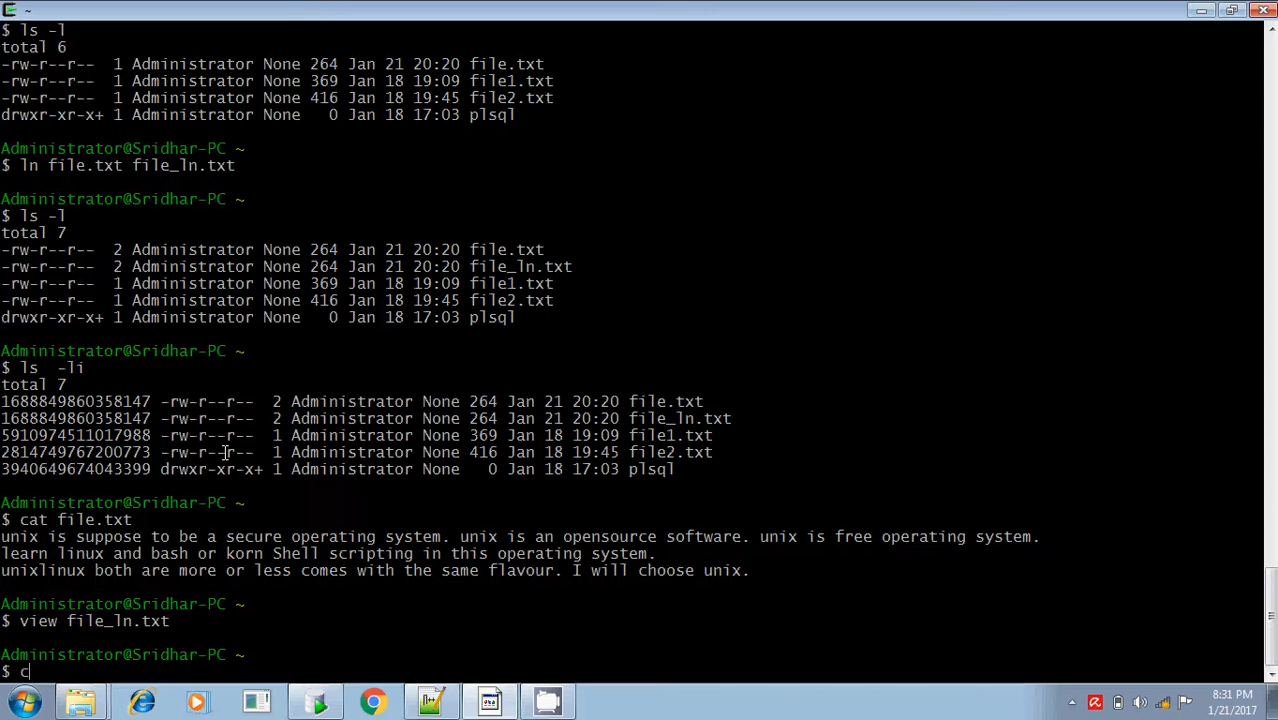 ~
$ ls -l
total 6
-rw-r--r-- 1 Administrator None 264 Jan 21 20:20 file.txt
-rw-r--r-- 1 Administrator None 369 Jan 18 19:09 file1.txt
-rw-r--r-- 1 Administrator None 416 Jan 18 19:45 file2.txt
drwxr-xr-x+ 1 Administrator None   0 Jan 18 17:03 plsql
Administrator@Sridhar-PC ~
$ ln file.txt file_ln.txt
Administrator@Sridhar-PC ~
$ ls -l
total 7
-rw-r--r--  2 Administrator None 264 Jan 21 20:20 file.txt
-rw-r--r--  2 Administrator None 264 Jan 21 20:20 file_ln.txt
-rw-r--r--  1 Administrator None 369 Jan 18 19:09 file1.txt
-rw-r--r--  1 Administrator None 416 Jan 18 19:45 file2.txt
drwxr-xr-x+ 1 Administrator None   0 Jan 18 17:03 plsql
Administrator@Sridhar-PC ~
$ ls  -li
total 7
1688849860358147 -rw-r--r--  2 Administrator None 264 Jan 21 20:20 file.txt
1688849860358147 -rw-r--r--  2 Administrator None 264 Jan 21 20:20 file_ln.txt
5910974511017988 -rw-r--r--  1 Administrator None 369 Jan 18 19:09 file1.txt
2814749767200773 -rw-r--r--  1 Administrator None 416 Jan 18 19:45 file2.txt
3940649674043399 drwxr-xr-x+ 1 Administrator None   0 Jan 18 17:03 plsql
Administrator@Sridhar-PC ~
$ cat file.txt
unix is suppose to be a secure operating system. unix is an opensource software. unix is free operating system.
learn linux and bash or korn Shell scripting in this operating system.
unixlinux both are more or less comes with the same flavour. I will choose unix.
Administrator@Sridhar-PC ~
$ view file_ln.txt
Administrator@Sridhar-PC ~
$ c
8:31 PM
1/21/2017